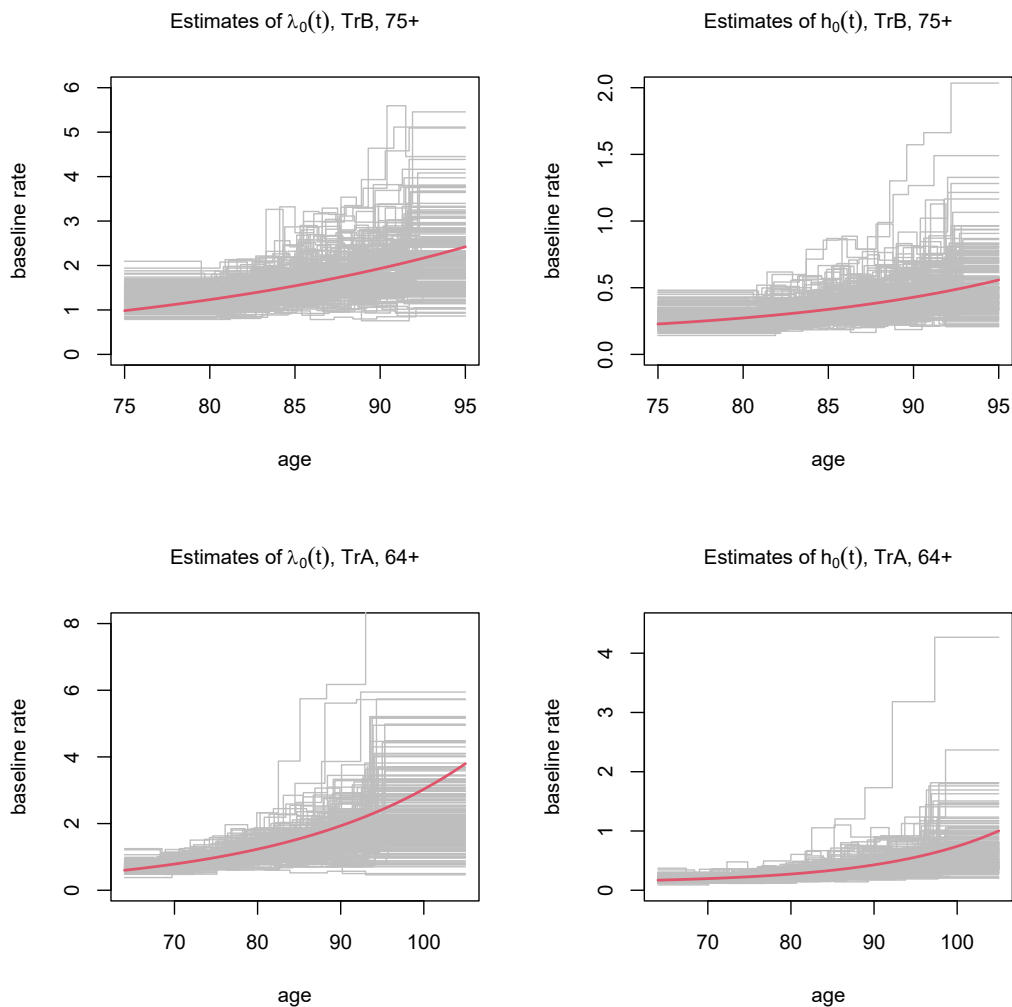 Estimates of λ₀(t), TrB, 75+
baseline rate
0 1 2 3 4 5 6
75 80 85 90 95
age
Estimates of h₀(t), TrB, 75+
baseline rate
0.0 0.5 1.0 1.5 2.0
75 80 85 90 95
age
Estimates of λ₀(t), TrA, 64+
baseline rate
0 2 4 6 8
70 80 90 100
age
Estimates of h₀(t), TrA, 64+
baseline rate
0 1 2 3 4
70 80 90 100
age